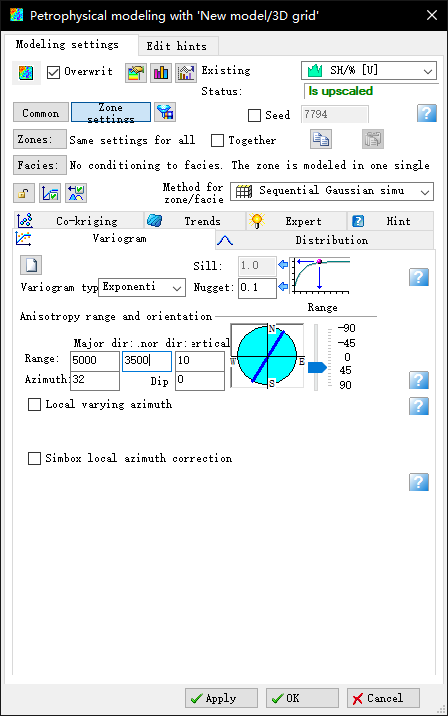 Petrophysical modeling with 'New model/3D grid'
Modeling settings
Edit hints
Overwrit
Existing
SH/% [U]
Status:
Is upscaled
Common
Zone settings
Seed
7794
Zones:
Same settings for all
Together
Facies:
No conditioning to facies. The zone is modeled in one single
Method for zone/facie
Sequential Gaussian simu
Co-kriging
Trends
Expert
Hint
Variogram
Distribution
Sill:
1.0
Variogram typ
Exponenti
Nugget:
0.1
Range
Anisotropy range and orientation
Major dir:
.nor dir:
ertical
Range:
5000
3500
10
Azimuth:
32
Dip
0
N
W
E
S
-90
-45
0
45
90
Local varying azimuth
Simbox local azimuth correction
Apply
OK
Cancel